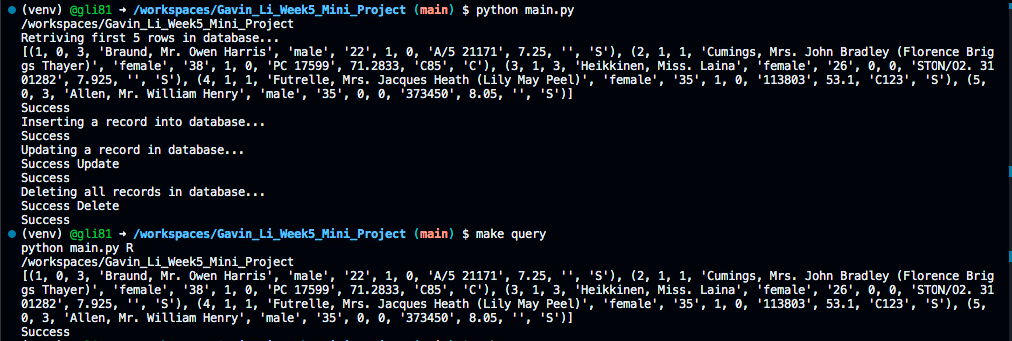 (venv) @gli81 → /workspaces/Gavin_Li_Week5_Mini_Project (main) $ python main.py
/workspaces/Gavin_Li_Week5_Mini_Project
Retriving first 5 rows in database...
[(1, 0, 3, 'Braund, Mr. Owen Harris', 'male', '22', 1, 0, 'A/5 21171', 7.25, '', 'S'), (2, 1, 1, 'Cumings, Mrs. John Bradley (Florence Brig
gs Thayer)', 'female', '38', 1, 0, 'PC 17599', 71.2833, 'C85', 'C'), (3, 1, 3, 'Heikkinen, Miss. Laina', 'female', '26', 0, 0, 'STON/O2. 31
01282', 7.925, '', 'S'), (4, 1, 1, 'Futrelle, Mrs. Jacques Heath (Lily May Peel)', 'female', '35', 1, 0, '113803', 53.1, 'C123', 'S'), (5,
0, 3, 'Allen, Mr. William Henry', 'male', '35', 0, 0, '373450', 8.05, '', 'S')]
Success
Inserting a record into database...
Success
Updating a record in database...
Success Update
Success
Deleting all records in database...
Success Delete
Success
(venv) @gli81 → /workspaces/Gavin_Li_Week5_Mini_Project (main) $ make query
python main.py R
/workspaces/Gavin_Li_Week5_Mini_Project
[(1, 0, 3, 'Braund, Mr. Owen Harris', 'male', '22', 1, 0, 'A/5 21171', 7.25, '', 'S'), (2, 1, 1, 'Cumings, Mrs. John Bradley (Florence Brig
gs Thayer)', 'female', '38', 1, 0, 'PC 17599', 71.2833, 'C85', 'C'), (3, 1, 3, 'Heikkinen, Miss. Laina', 'female', '26', 0, 0, 'STON/O2. 31
01282', 7.925, '', 'S'), (4, 1, 1, 'Futrelle, Mrs. Jacques Heath (Lily May Peel)', 'female', '35', 1, 0, '113803', 53.1, 'C123', 'S'), (5,
0, 3, 'Allen, Mr. William Henry', 'male', '35', 0, 0, '373450', 8.05, '', 'S')]
Success